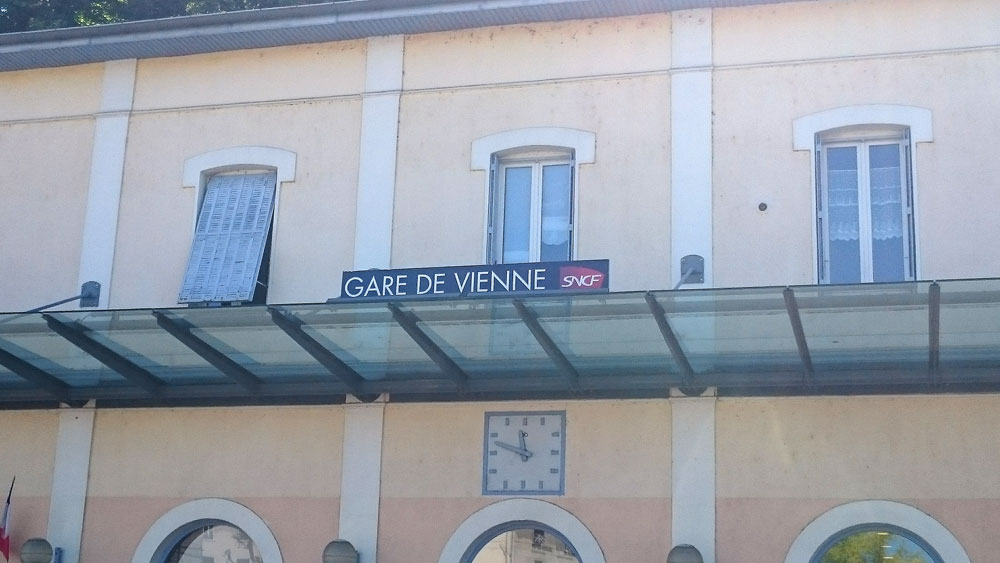 GARE DE VIENNE SNCF